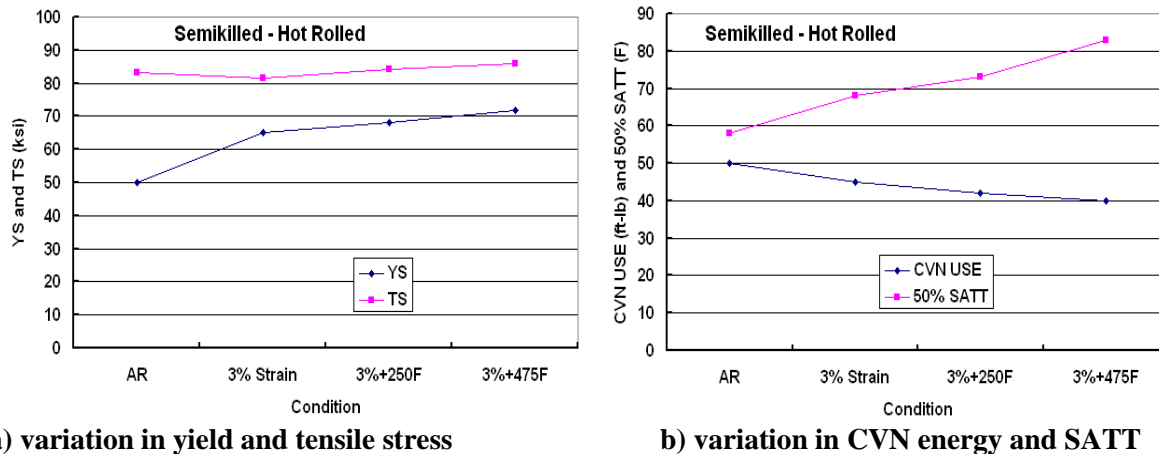 Semikilled - Hot Rolled
YS and TS (ksi)
100
90
80
70
60
50
40
30
20
10
0
YS
TS
AR
3% Strain
3%+250F
3%+475F
Condition
) variation in yield and tensile stress
Semikilled - Hot Rolled
CVN USE (ft-lb) and 50% SATT (F)
90
80
70
60
50
40
30
20
10
0
CVN USE
50% SATT
AR
3% Strain
3%+250F
3%+475F
Condition
b) variation in CVN energy and SATT